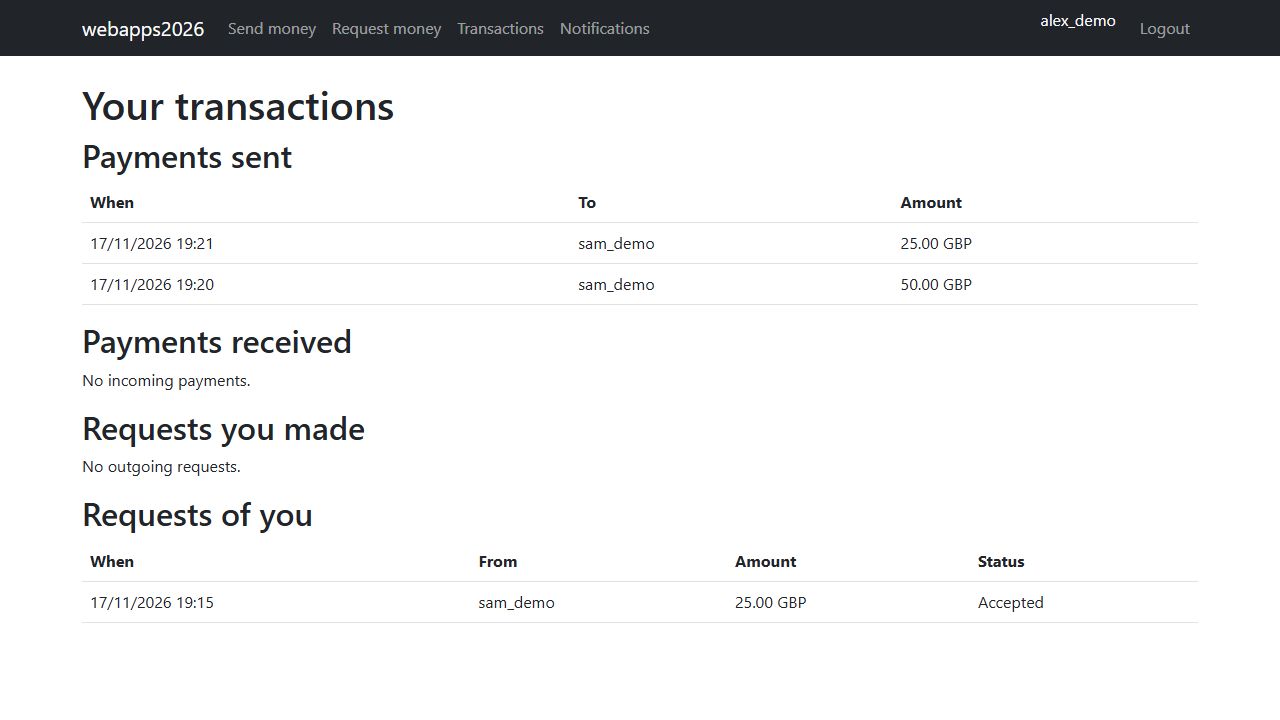 webapps2026 Send money Request money Transactions Notifications alex_demo Logout
Your transactions
Payments sent
When To Amount
17/11/2026 19:21 sam_demo 25.00 GBP
17/11/2026 19:20 sam_demo 50.00 GBP
Payments received
No incoming payments.
Requests you made
No outgoing requests.
Requests of you
When From Amount Status
17/11/2026 19:15 sam_demo 25.00 GBP Accepted